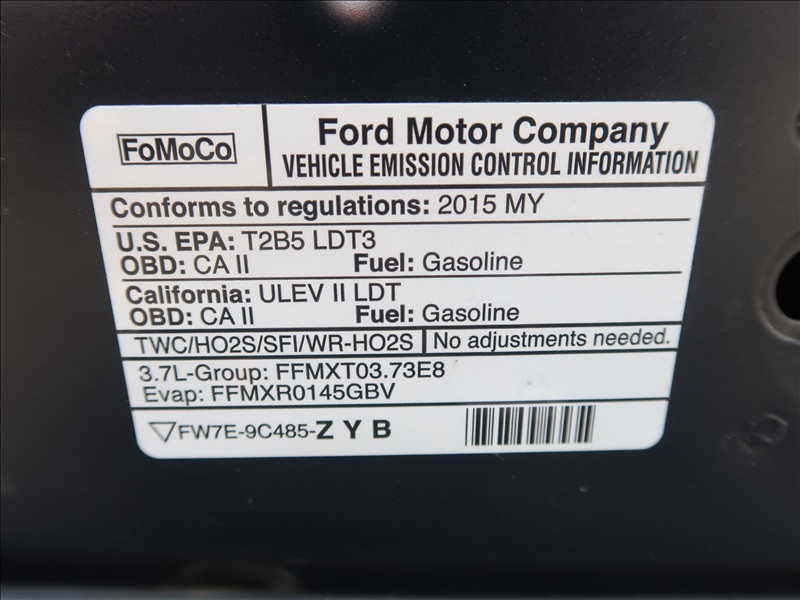 FoMoCo
Ford Motor Company
VEHICLE EMISSION CONTROL INFORMATION
Conforms to regulations: 2015 MY
U.S. EPA: T2B5 LDT3
OBD: CA II Fuel: Gasoline
California: ULEV II LDT
OBD: CA II Fuel: Gasoline
TWC/HO2S/SFI/WR-HO2S No adjustments needed.
3.7L-Group: FFMXT03.73E8
Evap: FFMXR0145GBV
FW7E-9C485-Z Y B